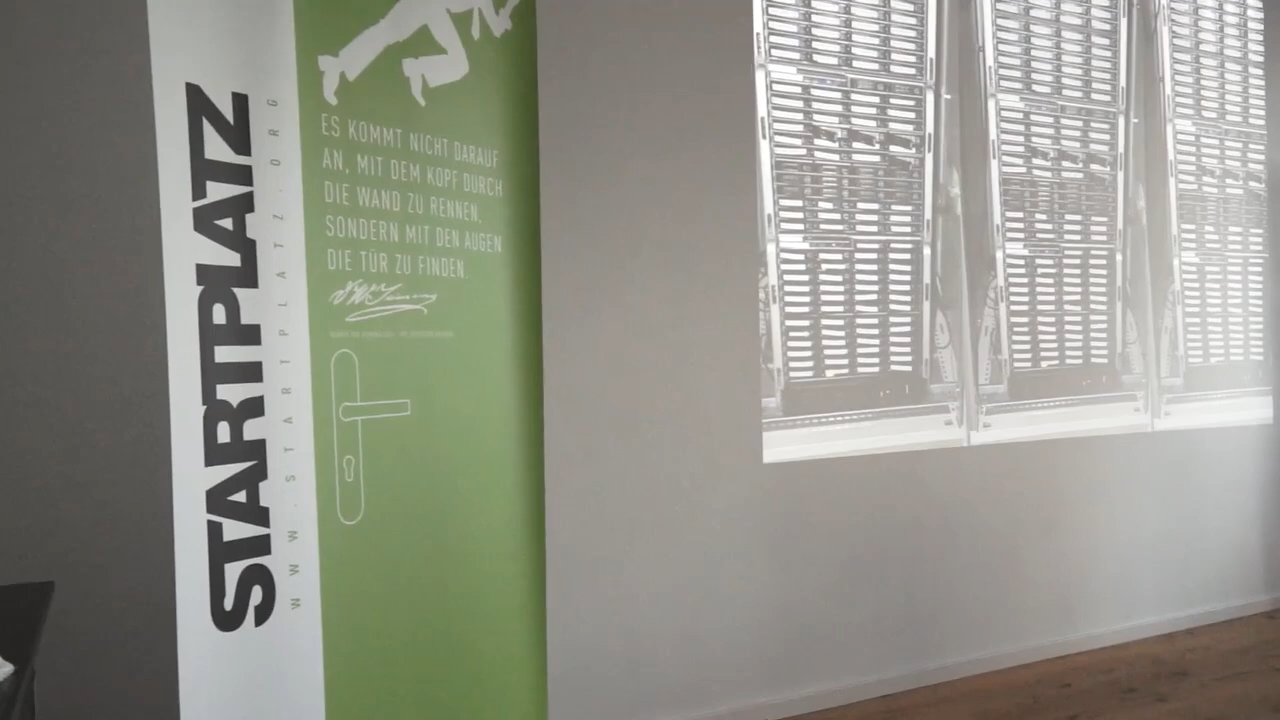 STARTPLATZ
WWW.STARTPLATZ.ORG
ES KOMMT NICHT DARAUF
AN, MIT DEM KOPF DURCH
DIE WAND ZU RENNEN,
SONDERN MIT DEN AUGEN
DIE TÜR ZU FINDEN